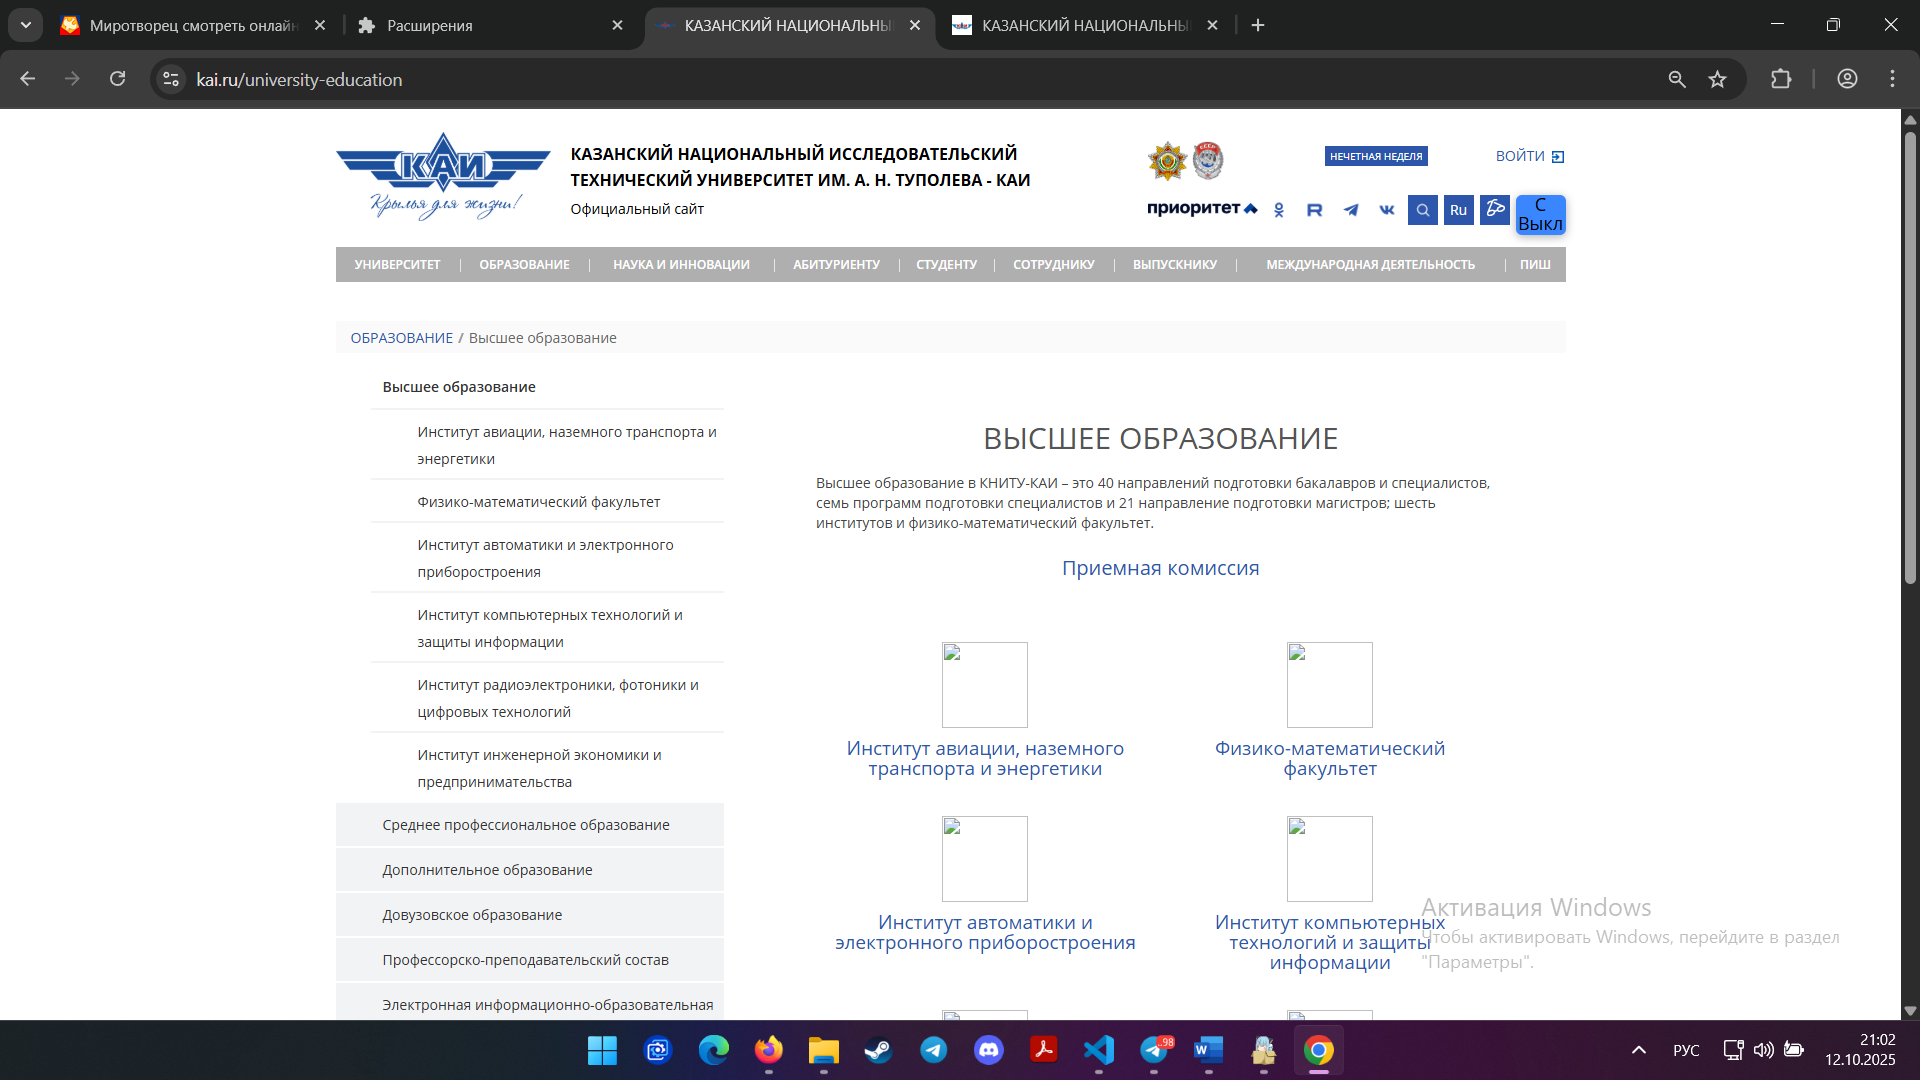 Миротворец смотреть онлайн
Расширения
КАЗАНСКИЙ НАЦИОНАЛЬНЫ
КАЗАНСКИЙ НАЦИОНАЛЬНЫ
kai.ru/university-education
КАИ
Крылья для жизни!
КАЗАНСКИЙ НАЦИОНАЛЬНЫЙ ИССЛЕДОВАТЕЛЬСКИЙ
ТЕХНИЧЕСКИЙ УНИВЕРСИТЕТ ИМ. А. Н. ТУПОЛЕВА - КАИ
Официальный сайт
НЕЧЕТНАЯ НЕДЕЛЯ
ВОЙТИ
приоритет
Ru
С
Выкл
УНИВЕРСИТЕТ
ОБРАЗОВАНИЕ
НАУКА И ИННОВАЦИИ
АБИТУРИЕНТУ
СТУДЕНТУ
СОТРУДНИКУ
ВЫПУСКНИКУ
МЕЖДУНАРОДНАЯ ДЕЯТЕЛЬНОСТЬ
ПИШ
ОБРАЗОВАНИЕ / Высшее образование
Высшее образование
Институт авиации, наземного транспорта и
энергетики
Физико-математический факультет
Институт автоматики и электронного
приборостроения
Институт компьютерных технологий и
защиты информации
Институт радиоэлектроники, фотоники и
цифровых технологий
Институт инженерной экономики и
предпринимательства
Среднее профессиональное образование
Дополнительное образование
Довузовское образование
Профессорско-преподавательский состав
Электронная информационно-образовательная
ВЫСШЕЕ ОБРАЗОВАНИЕ
Высшее образование в КНИТУ-КАИ – это 40 направлений подготовки бакалавров и специалистов,
семь программ подготовки специалистов и 21 направление подготовки магистров; шесть
институтов и физико-математический факультет.
Приемная комиссия
Институт авиации, наземного
транспорта и энергетики
Физико-математический
факультет
Институт автоматики и
электронного приборостроения
Институт компьютерных
технологий и защиты
информации
Активация Windows
Чтобы активировать Windows, перейдите в раздел
"Параметры".
98
РУС
21:02
12.10.2025